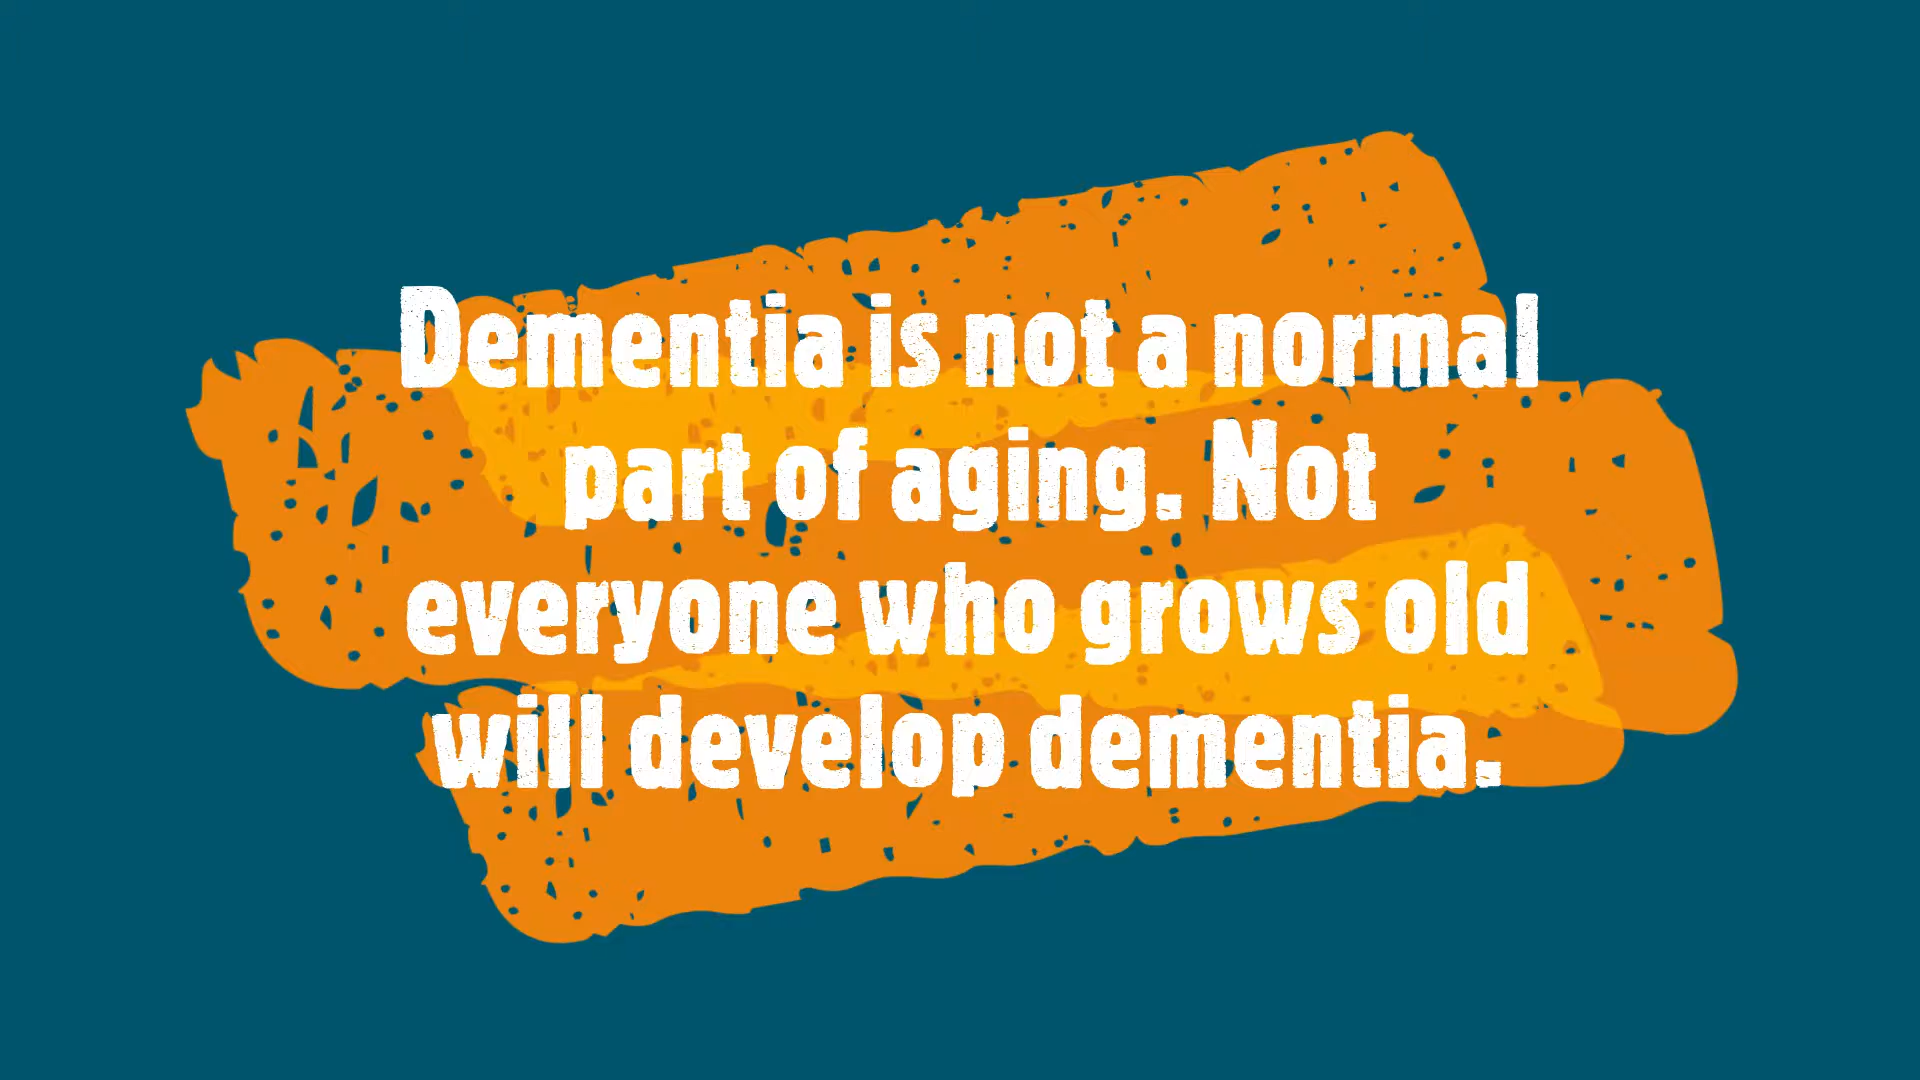 Dementia is not a normal
part of aging. Not
everyone who grows old
will develop dementia.